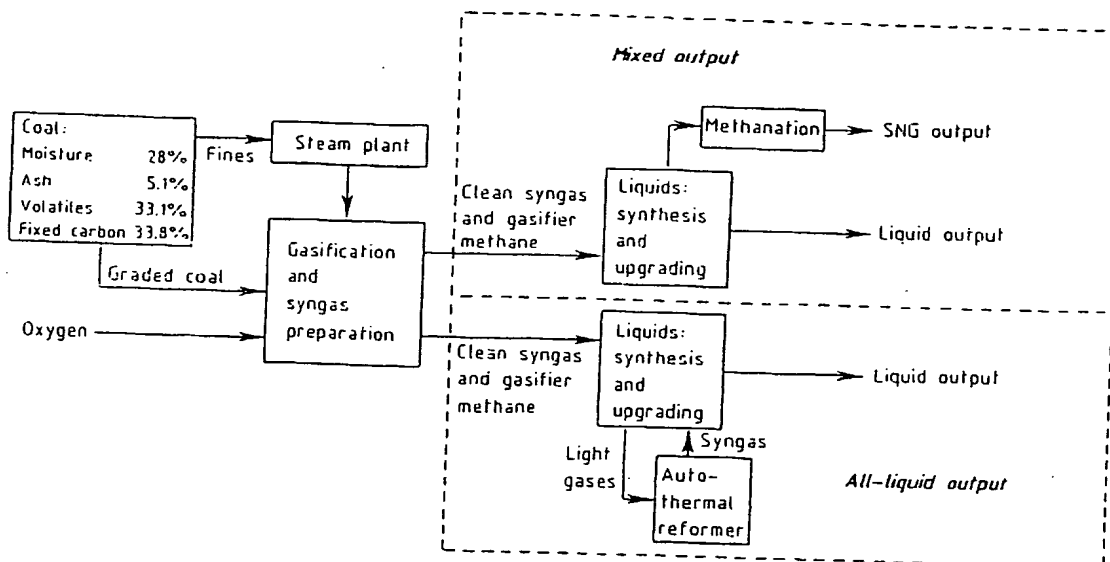 Mixed output
Coal:
Moisture 28%
Ash 5.1%
Volatiles 33.1%
Fixed carbon 33.8%
Fines
Steam plant
Graded coal
Oxygen
Gasification
and
syngas
preparation
Clean syngas
and gasifier
methane
Liquids:
synthesis
and
upgrading
Methanation
SNG output
Liquid output
Clean syngas
and gasifier
methane
Liquids:
synthesis
and
upgrading
Liquid output
Light
gases
Syngas
Auto-
thermal
reformer
All-liquid output